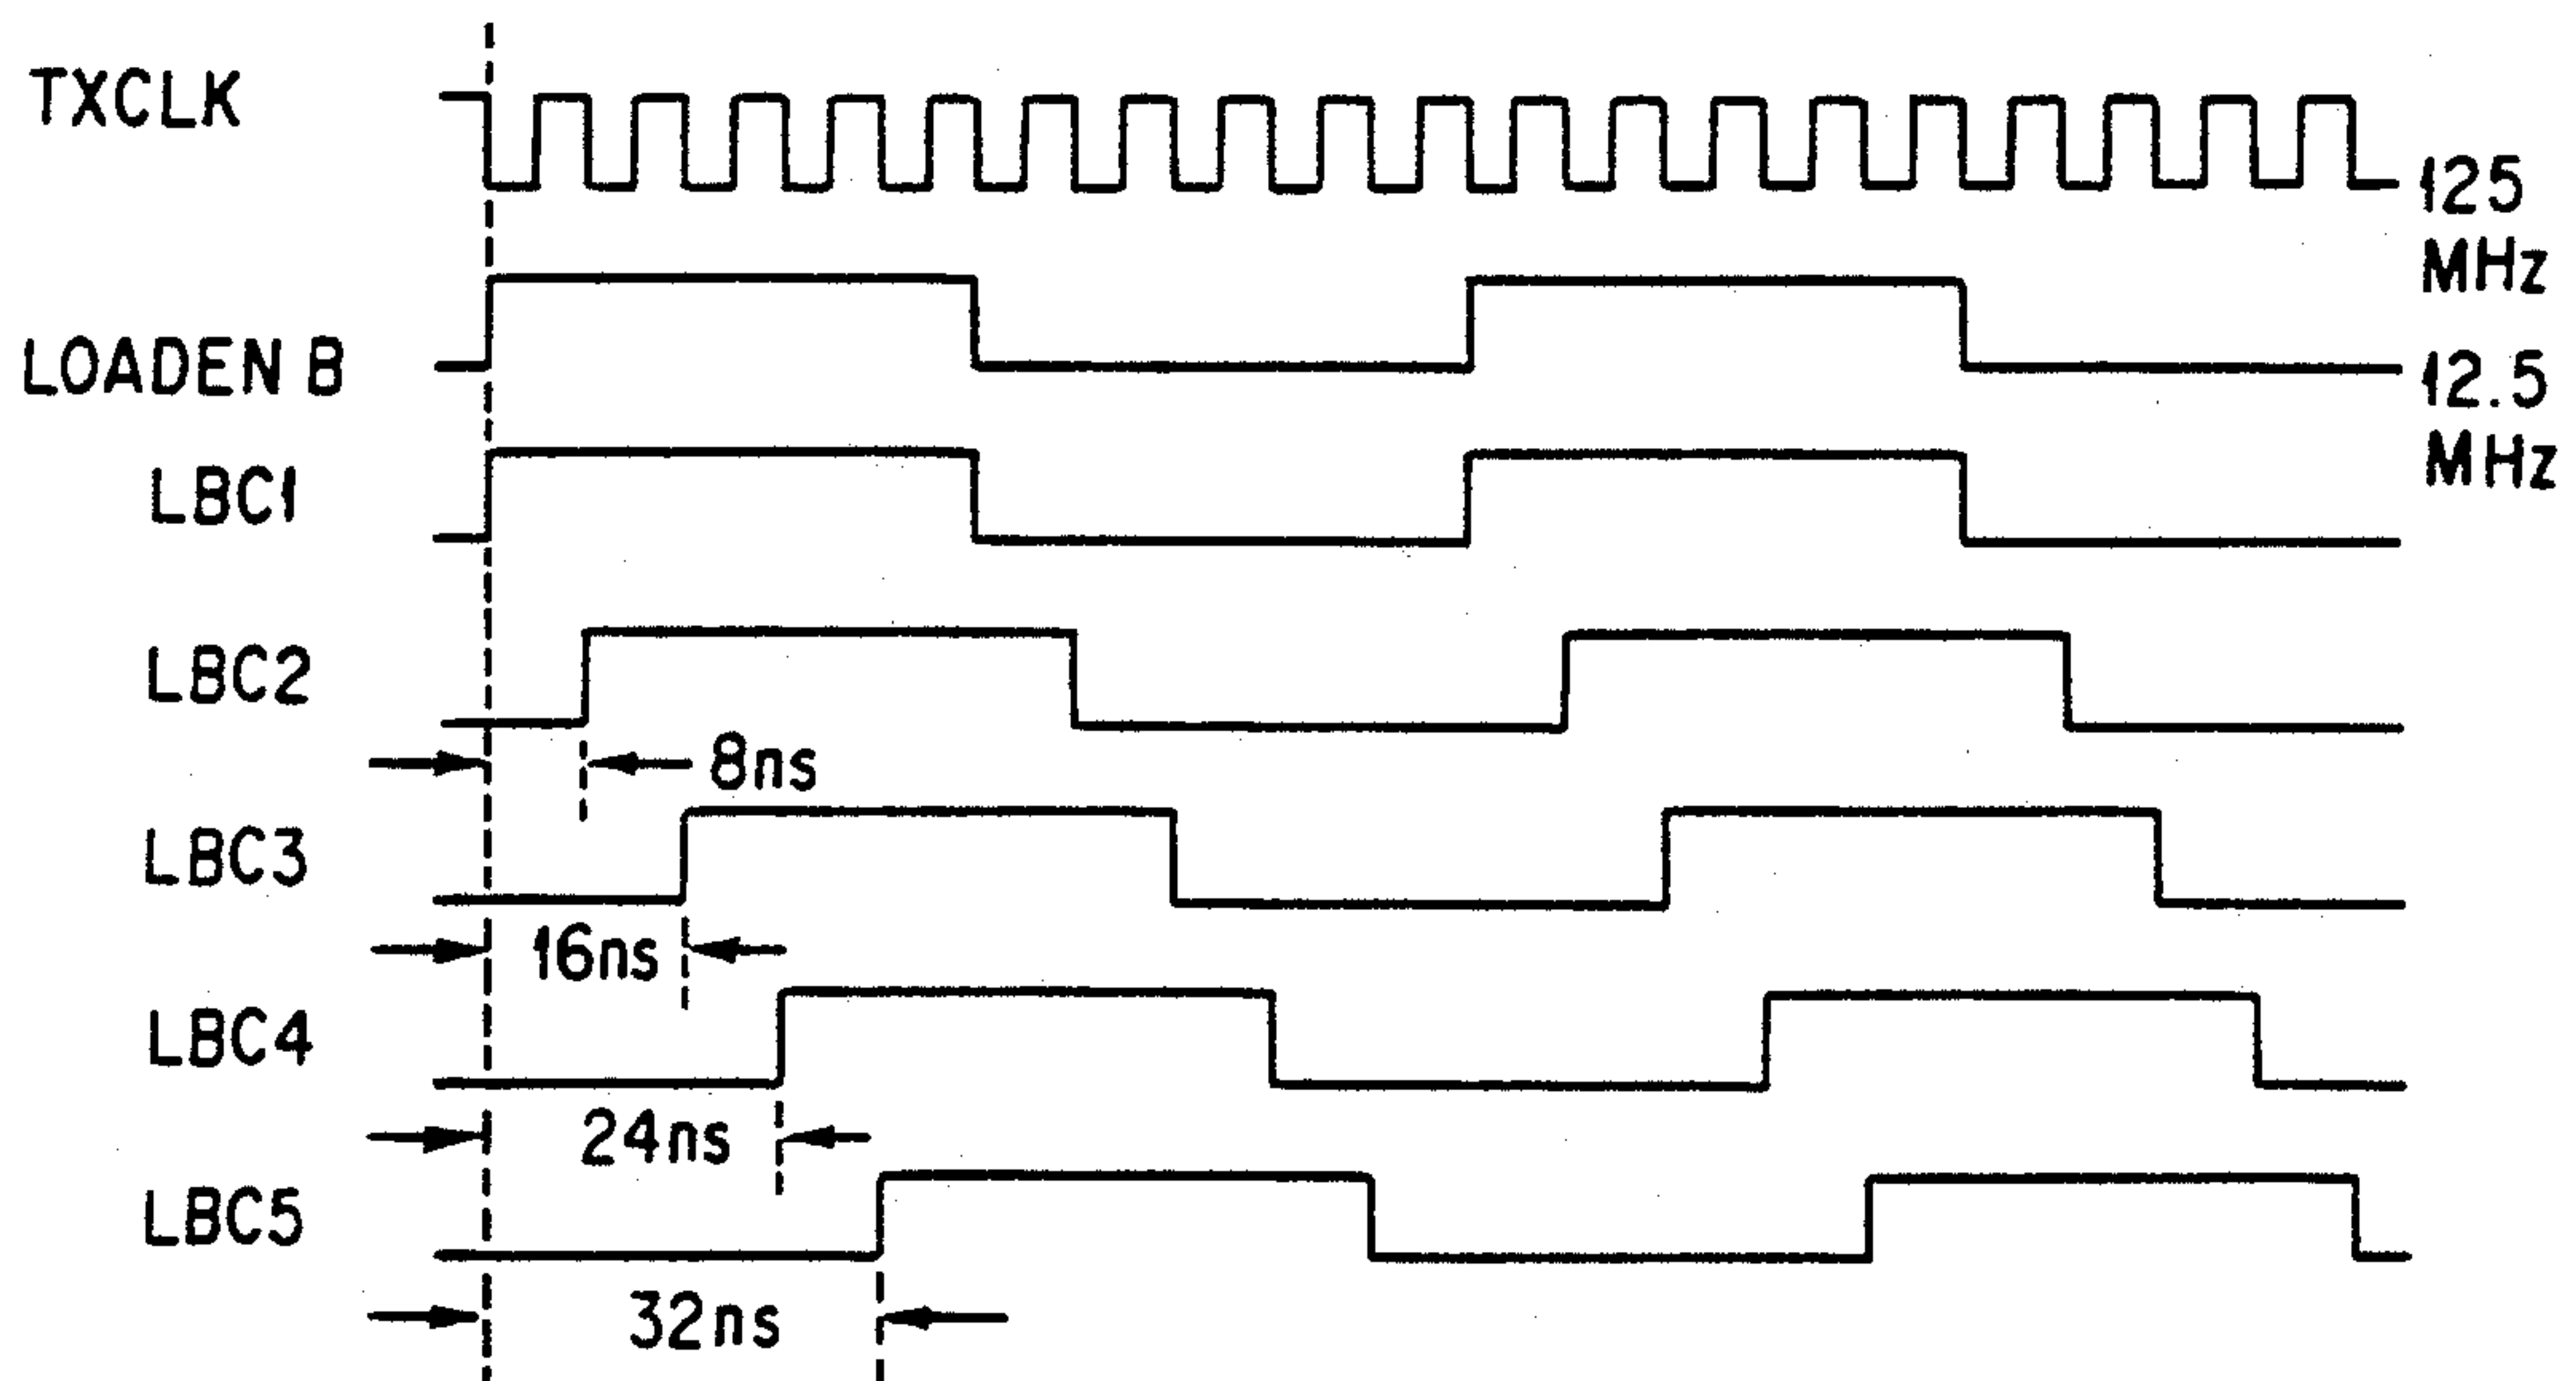 TXCLK
125
MHz
LOADEN B
12.5
MHz
LBC1
LBC2
8ns
LBC3
16ns
LBC4
24ns
LBC5
32ns